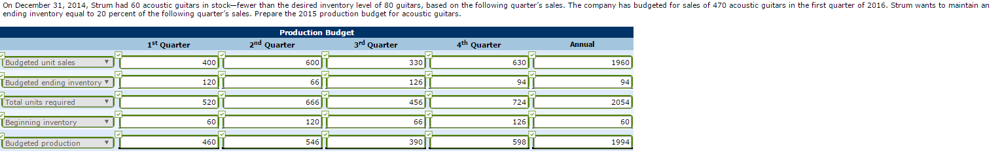 On December 31, 2014, Strum had 60 acoustic guitars in stock—fewer than the desired inventory level of 80 guitars, based on the following quarter's sales. The company has budgeted for sales of 470 acoustic guitars in the first quarter of 2016. Strum wants to maintain an
ending inventory equal to 20 percent of the following quarter's sales. Prepare the 2015 production budget for acoustic guitars.
Production Budget
1st Quarter 2nd Quarter 3rd Quarter 4th Quarter Annual
Budgeted unit sales 400 600 330 630 1960
Budgeted ending inventory 120 66 126 94 94
Total units required 520 666 456 724 2054
Beginning inventory 60 120 66 126 60
Budgeted production 460 546 390 598 1994